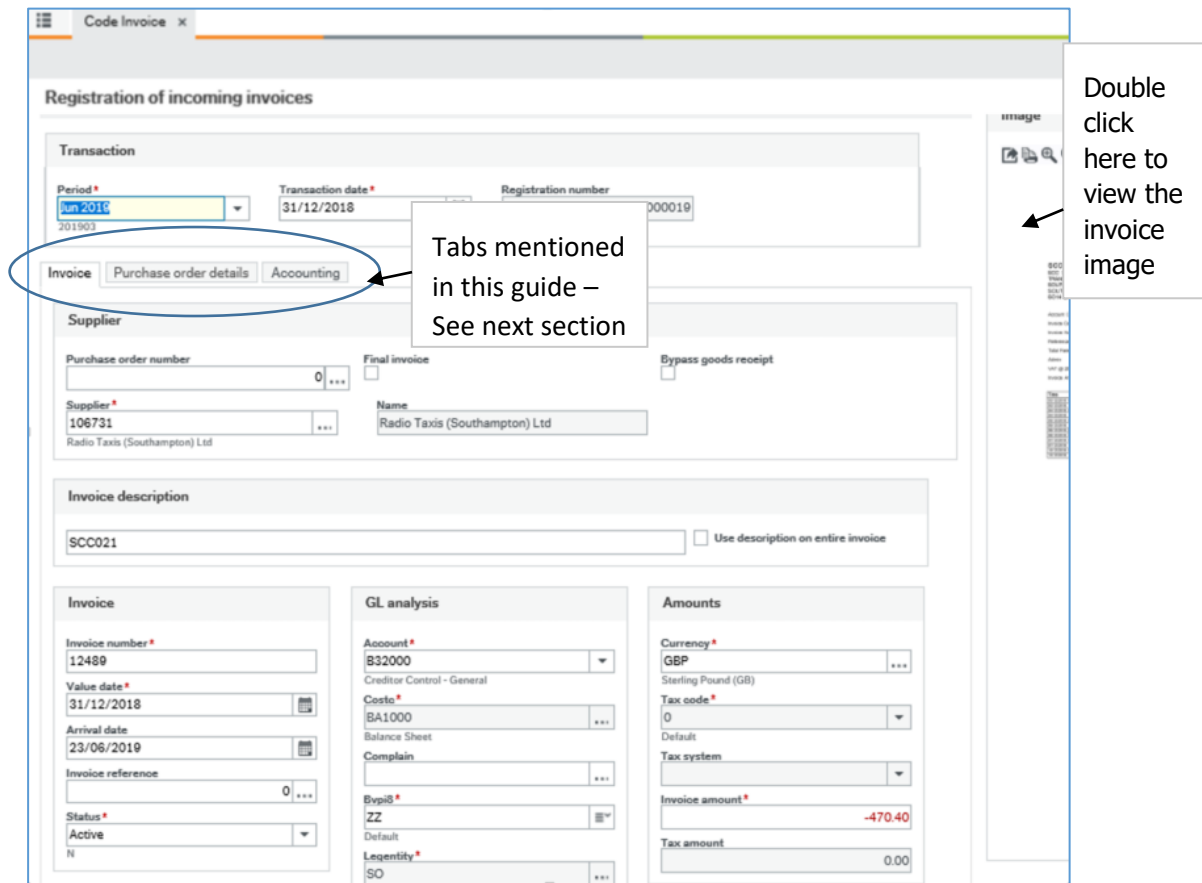 Code Invoice ×
Registration of incoming invoices
Image
Double
click
here to
view the
invoice
image
Transaction
Period* Transaction date* Registration number
Jun 2019 31/12/2018 000019
201903
Tabs mentioned
in this guide –
See next section
Invoice Purchase order details Accounting
Supplier
Purchase order number Final invoice Bypass goods receipt
0 ...
Supplier* Name
106731 ... Radio Taxis (Southampton) Ltd
Radio Taxis (Southampton) Ltd
Invoice description
SCC021 Use description on entire invoice
Invoice
Invoice number*
12489
Value date*
31/12/2018
Arrival date
23/06/2019
Invoice reference
0 ...
Status*
Active
N
GL analysis
Account*
B32000
Creditor Control - General
Costc*
BA1000 ...
Balance Sheet
Complain
...
Bvpi8*
ZZ
Default
Legentity*
SO ...
Amounts
Currency*
GBP ...
Sterling Pound (GB)
Tax code*
0
Default
Tax system
Invoice amount*
-470.40
Tax amount
0.00